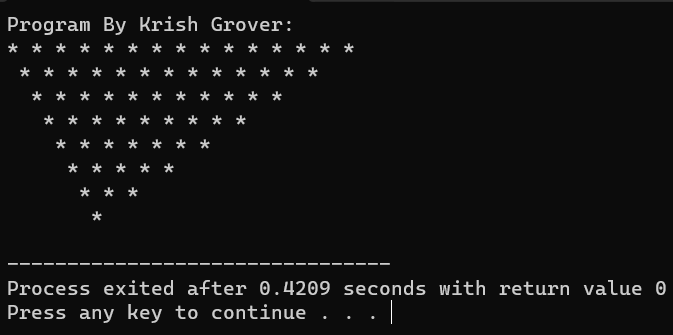 Program By Krish Grover:
* * * * * * * * * * * * * * *
 * * * * * * * * * * * * *
  * * * * * * * * * * *
   * * * * * * * * *
    * * * * * * *
     * * * * *
      * * *
       *

--------------------------------
Process exited after 0.4209 seconds with return value 0
Press any key to continue . . .